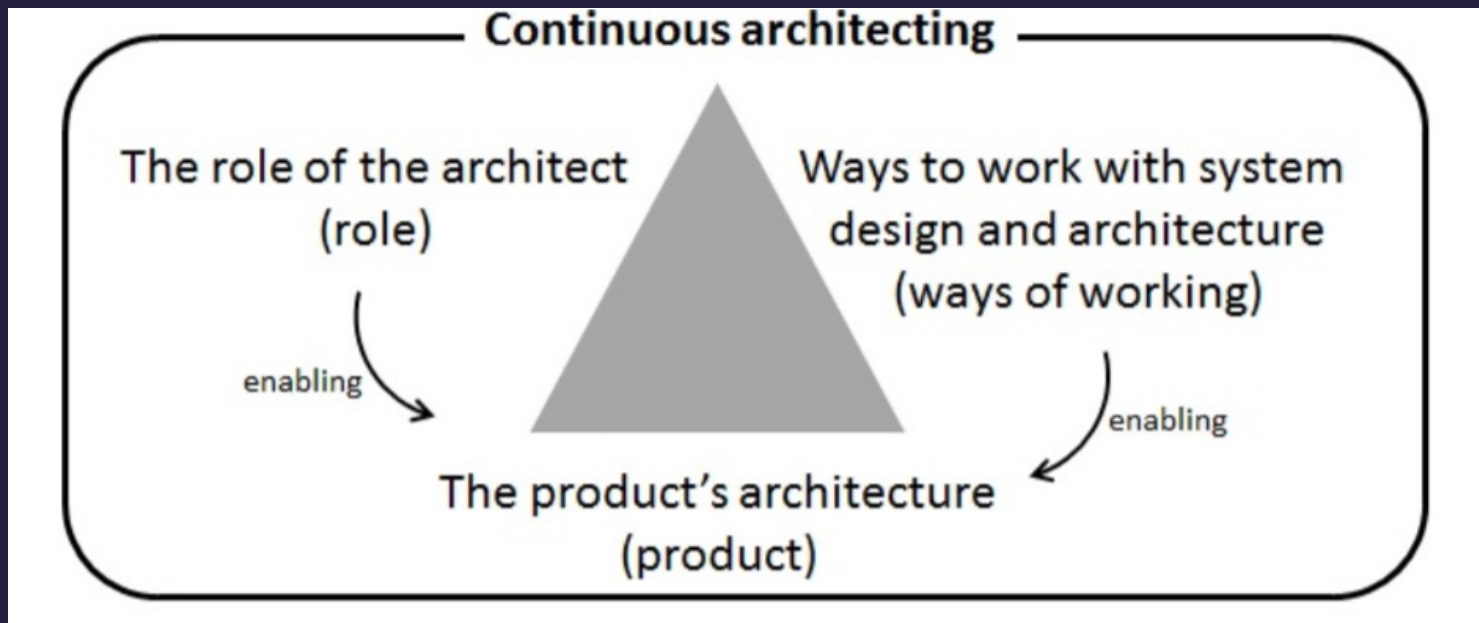 Continuous architecting
The role of the architect
(role)
Ways to work with system
design and architecture
(ways of working)
enabling
enabling
The product’s architecture
(product)